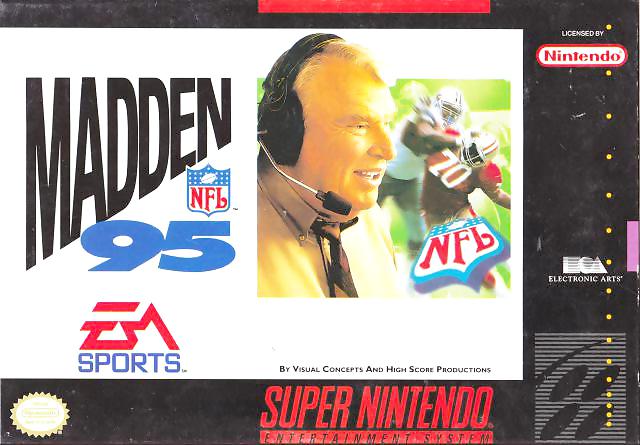 LICENSED BY
Nintendo
MADDEN
NFL
95
20
NFL
EA
SPORTS
ELECTRONIC ARTS
BY VISUAL CONCEPTS AND HIGH SCORE PRODUCTIONS
SUPER NINTENDO
ENTERTAINMENT SYSTEM